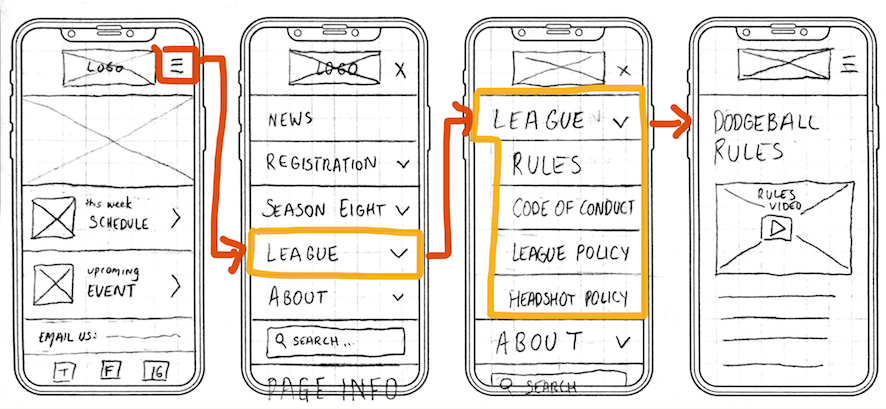 LOGO
this week
SCHEDULE
upcoming
EVENT
EMAIL US:
T F IG
LOGO X
NEWS
REGISTRATION
SEASON EIGHT
LEAGUE
ABOUT
SEARCH...
PAGE INFO
X
LEAGUE
RULES
CODE OF CONDUCT
LEAGUE POLICY
HEADSHOT POLICY
ABOUT
SEARCH
DODGEBALL
RULES
RULES
VIDEO